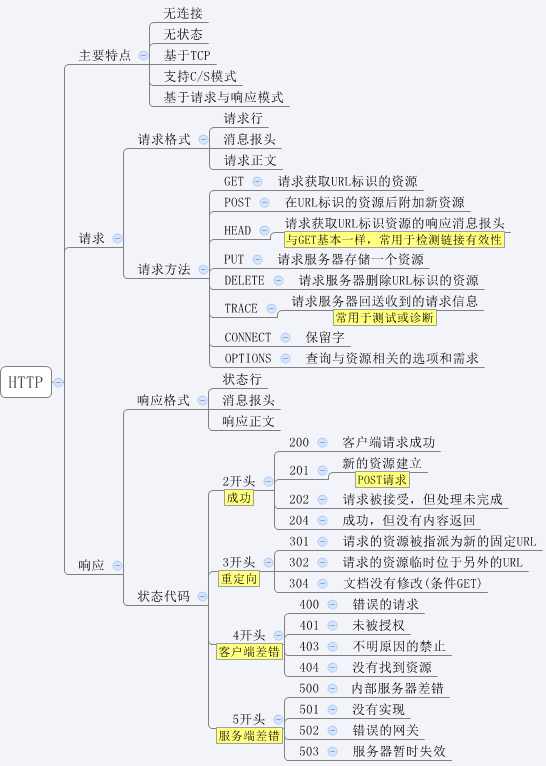 HTTP
主要特点
无连接
无状态
基于TCP
支持C/S模式
基于请求与响应模式
请求
请求格式
请求行
消息报头
请求正文
请求方法
GET 请求获取URL标识的资源
POST 在URL标识的资源后附加新资源
HEAD 请求获取URL标识资源的响应消息报头
与GET基本一样，常用于检测链接有效性
PUT 请求服务器存储一个资源
DELETE 请求服务器删除URL标识的资源
TRACE 请求服务器回送收到的请求信息
常用于测试或诊断
CONNECT 保留字
OPTIONS 查询与资源相关的选项和需求
响应
响应格式
状态行
消息报头
响应正文
状态代码
2开头
成功
200 客户端请求成功
201 新的资源建立
POST请求
202 请求被接受，但处理未完成
204 成功，但没有内容返回
3开头
重定向
301 请求的资源被指派为新的固定URL
302 请求的资源临时位于另外的URL
304 文档没有修改(条件GET)
4开头
客户端差错
400 错误的请求
401 未被授权
403 不明原因的禁止
404 没有找到资源
5开头
服务端差错
500 内部服务器差错
501 没有实现
502 错误的网关
503 服务器暂时失效